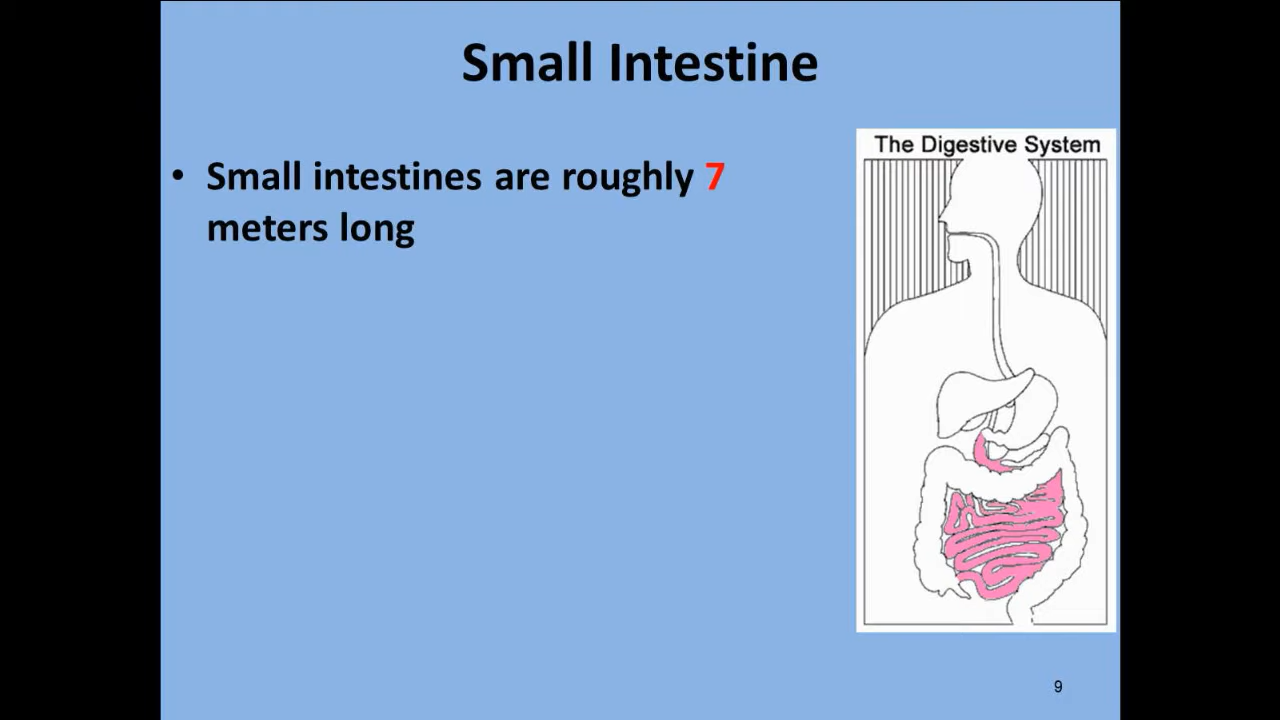 Small Intestine
• Small intestines are roughly 7
meters long
The Digestive System
9